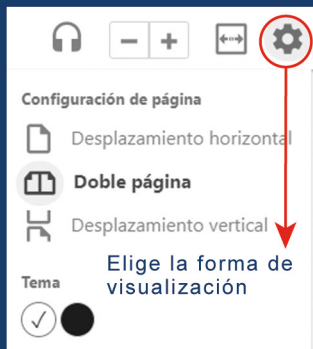 Configuración de página
Desplazamiento horizontal
Doble página
Desplazamiento vertical
Elige la forma de
visualización
Tema